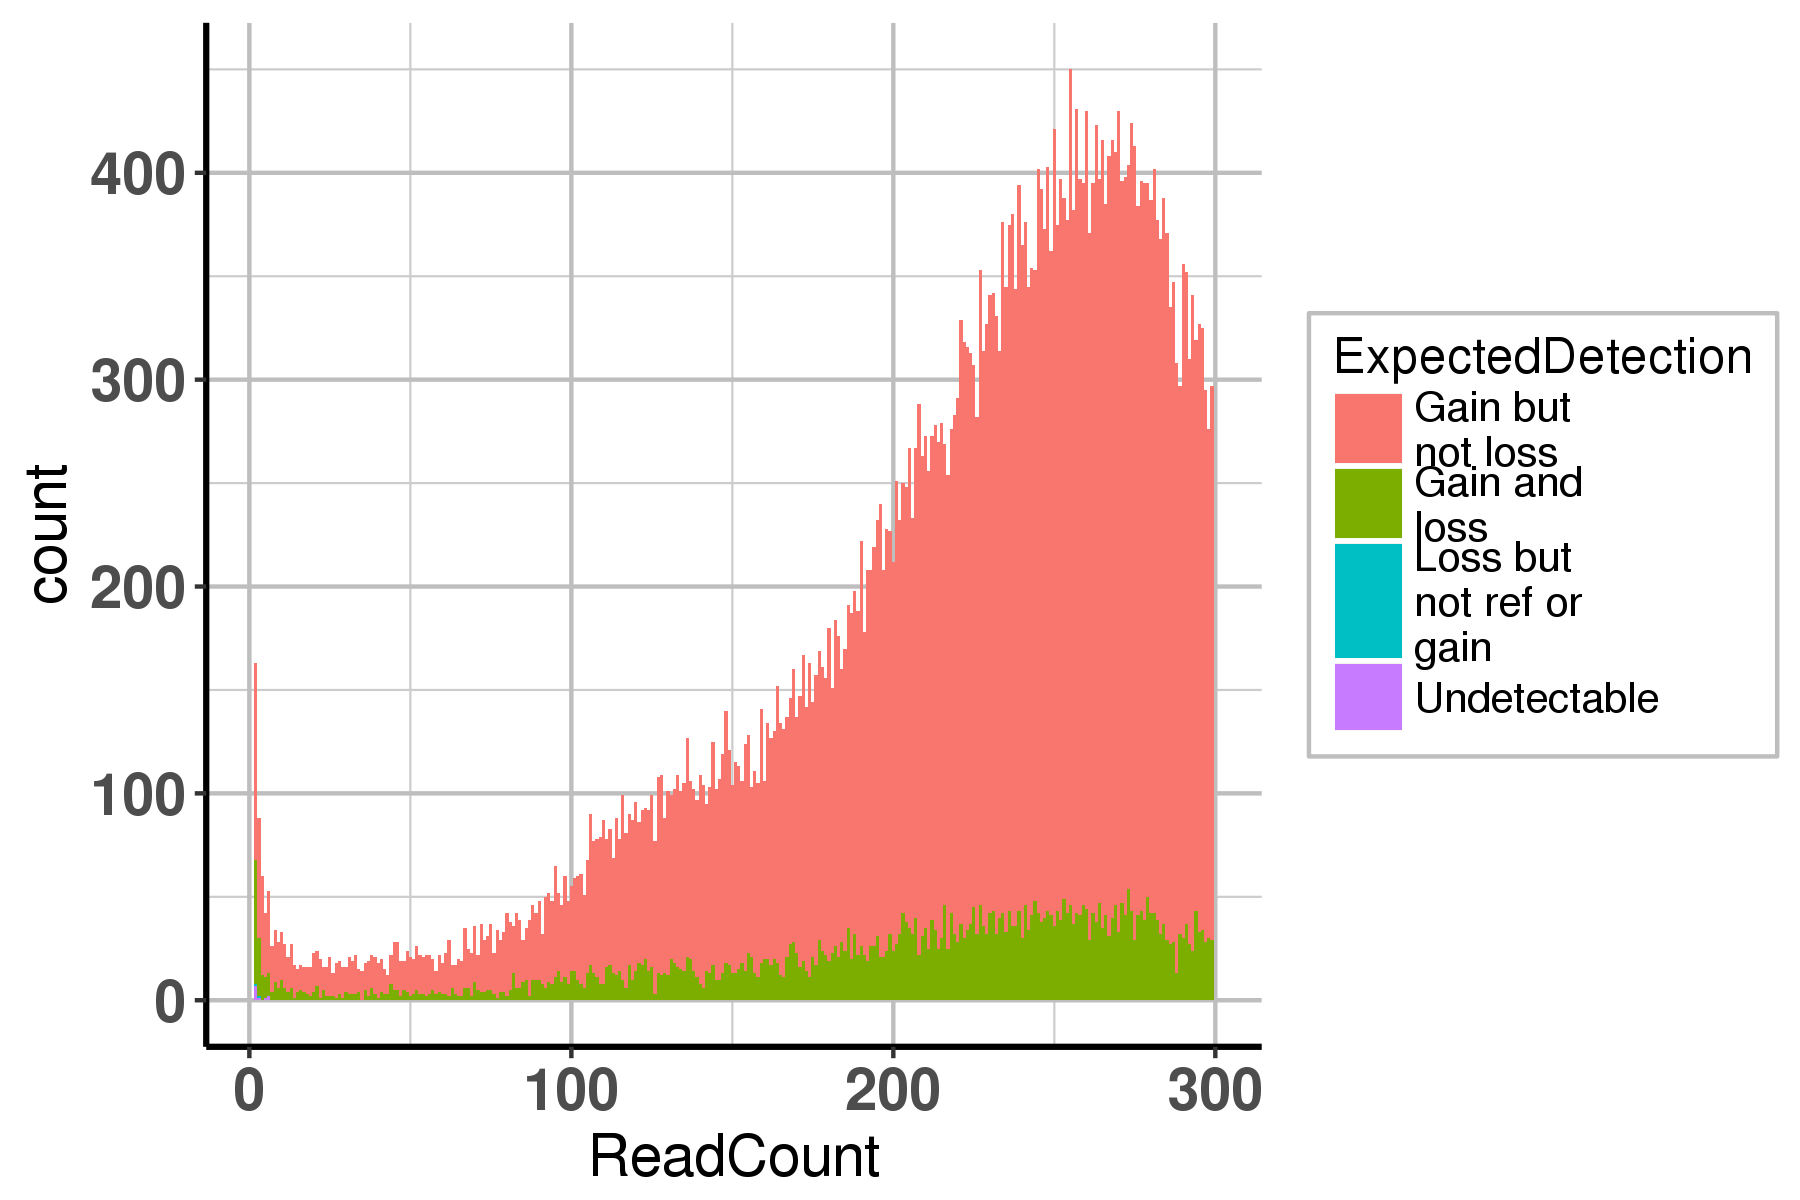 400
300
200
100
0
count
0 100 200 300
ReadCount
ExpectedDetection
Gain but
not loss
Gain and
loss
Loss but
not ref or
gain
Undetectable